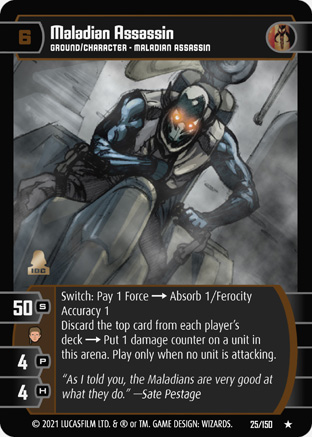 6
Maladian Assassin
GROUND/CHARACTER - MALADIAN ASSASSIN
IDC
50 S
Switch: Pay 1 Force → Absorb 1/Ferocity
Accuracy 1
Discard the top card from each player's
deck → Put 1 damage counter on a unit in
this arena. Play only when no unit is attacking.
4 P
4 H
"As I told you, the Maladians are very good at
what they do." —Sate Pestage
© 2021 LUCASFILM LTD. & ® or TM. GAME DESIGN: WIZARDS. 25/150 ★